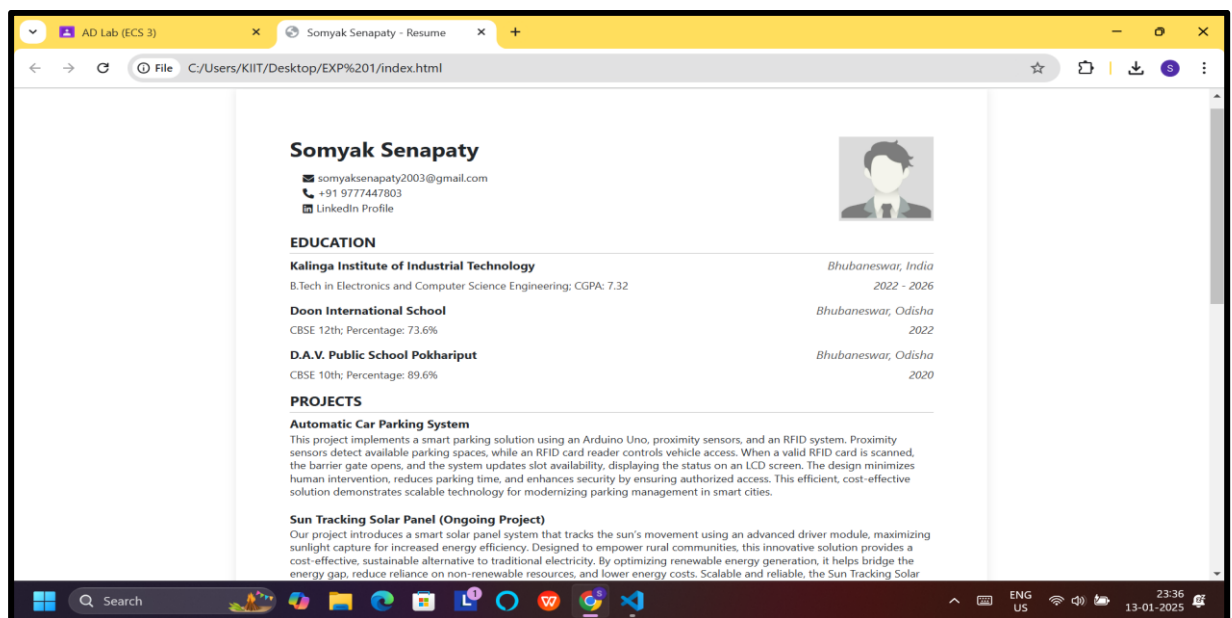 AD Lab (ECS 3)
Somyak Senapaty - Resume
File C:/Users/KIIT/Desktop/EXP%201/index.html
S
Somyak Senapaty
somyaksenapaty2003@gmail.com
+91 9777447803
in LinkedIn Profile
EDUCATION
Kalinga Institute of Industrial Technology Bhubaneswar, India
B.Tech in Electronics and Computer Science Engineering; CGPA: 7.32 2022 - 2026
Doon International School Bhubaneswar, Odisha
CBSE 12th; Percentage: 73.6% 2022
D.A.V. Public School Pokhariput Bhubaneswar, Odisha
CBSE 10th; Percentage: 89.6% 2020
PROJECTS
Automatic Car Parking System
This project implements a smart parking solution using an Arduino Uno, proximity sensors, and an RFID system. Proximity
sensors detect available parking spaces, while an RFID card reader controls vehicle access. When a valid RFID card is scanned,
the barrier gate opens, and the system updates slot availability, displaying the status on an LCD screen. The design minimizes
human intervention, reduces parking time, and enhances security by ensuring authorized access. This efficient, cost-effective
solution demonstrates scalable technology for modernizing parking management in smart cities.
Sun Tracking Solar Panel (Ongoing Project)
Our project introduces a smart solar panel system that tracks the sun's movement using an advanced driver module, maximizing
sunlight capture for increased energy efficiency. Designed to empower rural communities, this innovative solution provides a
cost-effective, sustainable alternative to traditional electricity. By optimizing renewable energy generation, it helps bridge the
energy gap, reduce reliance on non-renewable resources, and lower energy costs. Scalable and reliable, the Sun Tracking Solar
Search
L
1
W
S
ENG
US
23:36
13-01-2025